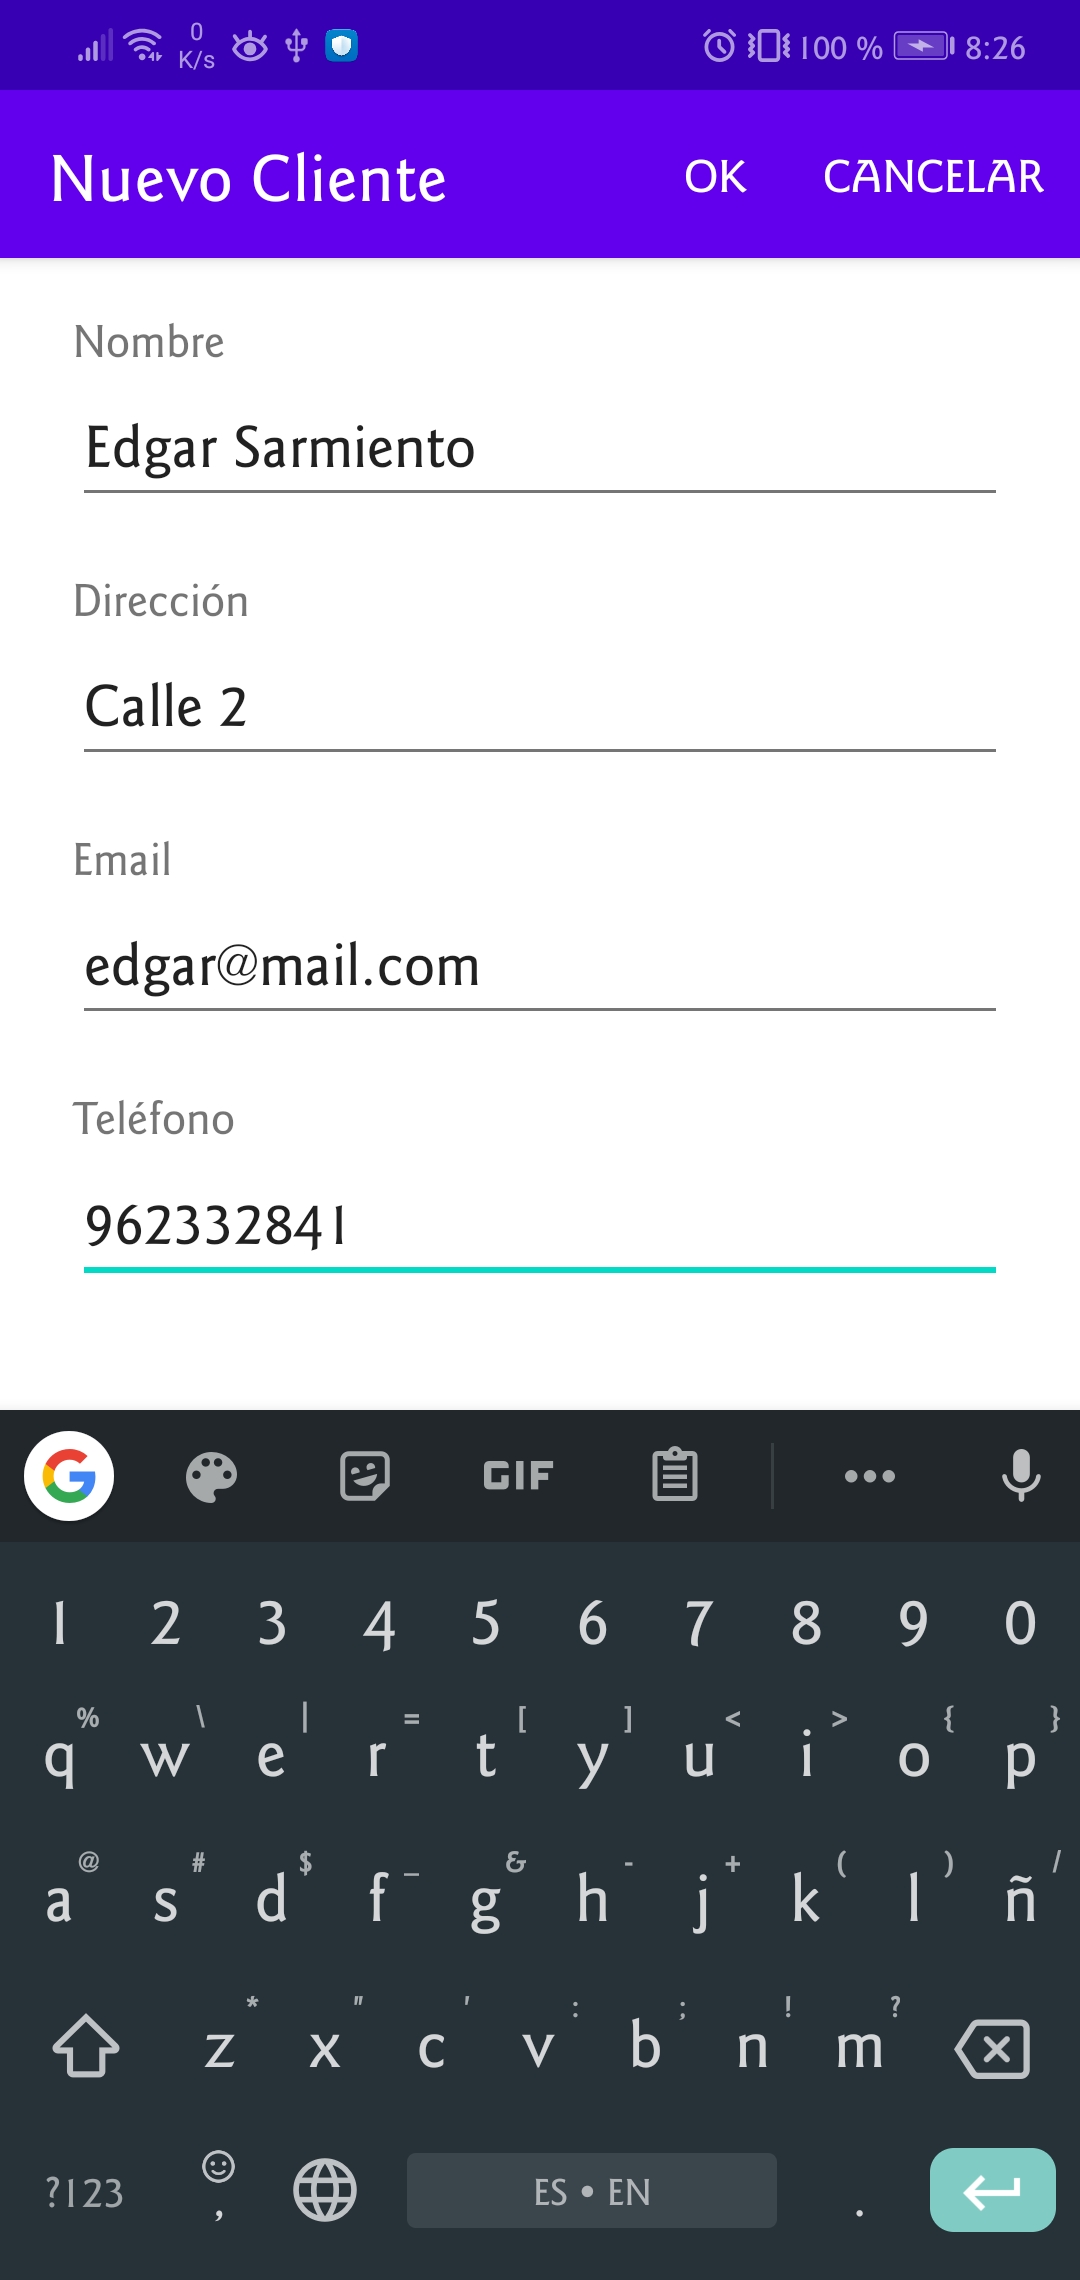 0
K/s
100 %
8:26
Nuevo Cliente
OK
CANCELAR
Nombre
Edgar Sarmiento
Dirección
Calle 2
Email
edgar@mail.com
Teléfono
962332841
G
GIF
1 2 3 4 5 6 7 8 9 0
% \ | = [ ] < > { }
q w e r t y u i o p
@ # $ _ & - + ( ) /
a s d f g h j k l ñ
* " ' : ; ! ?
z x c v b n m
?123 , ES • EN .